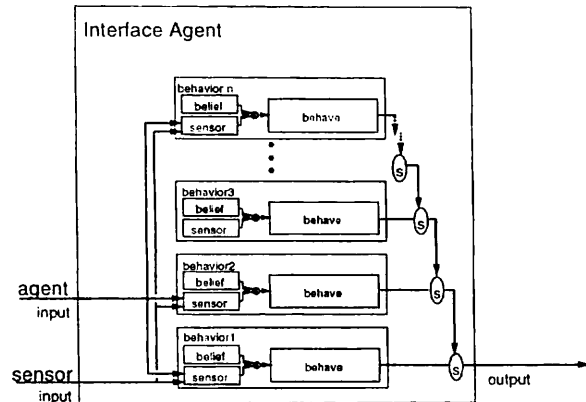 Interface Agent
behavior n
belief
sensor
behave
S
behavior3
belief
sensor
behave
S
behavior2
belief
sensor
behave
S
agent
input
behavior1
belief
sensor
behave
S
sensor
input
output